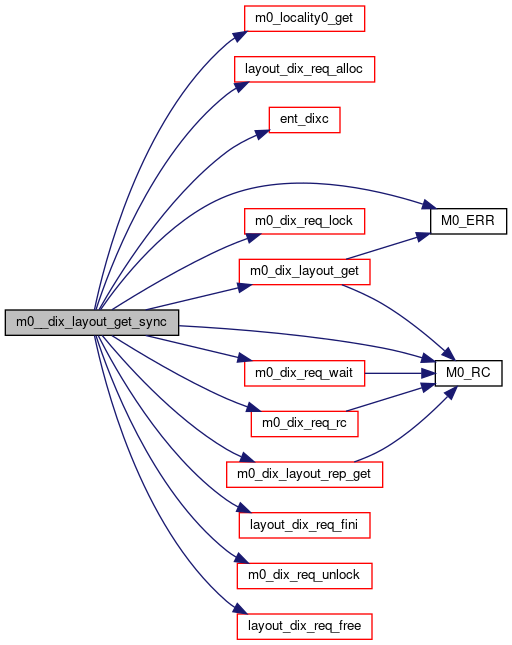 m0_locality0_get
layout_dix_req_alloc
ent_dixc
m0_dix_req_lock
M0_ERR
m0_dix_layout_get
m0__dix_layout_get_sync
m0_dix_req_wait
M0_RC
m0_dix_req_rc
m0_dix_layout_rep_get
layout_dix_req_fini
m0_dix_req_unlock
layout_dix_req_free